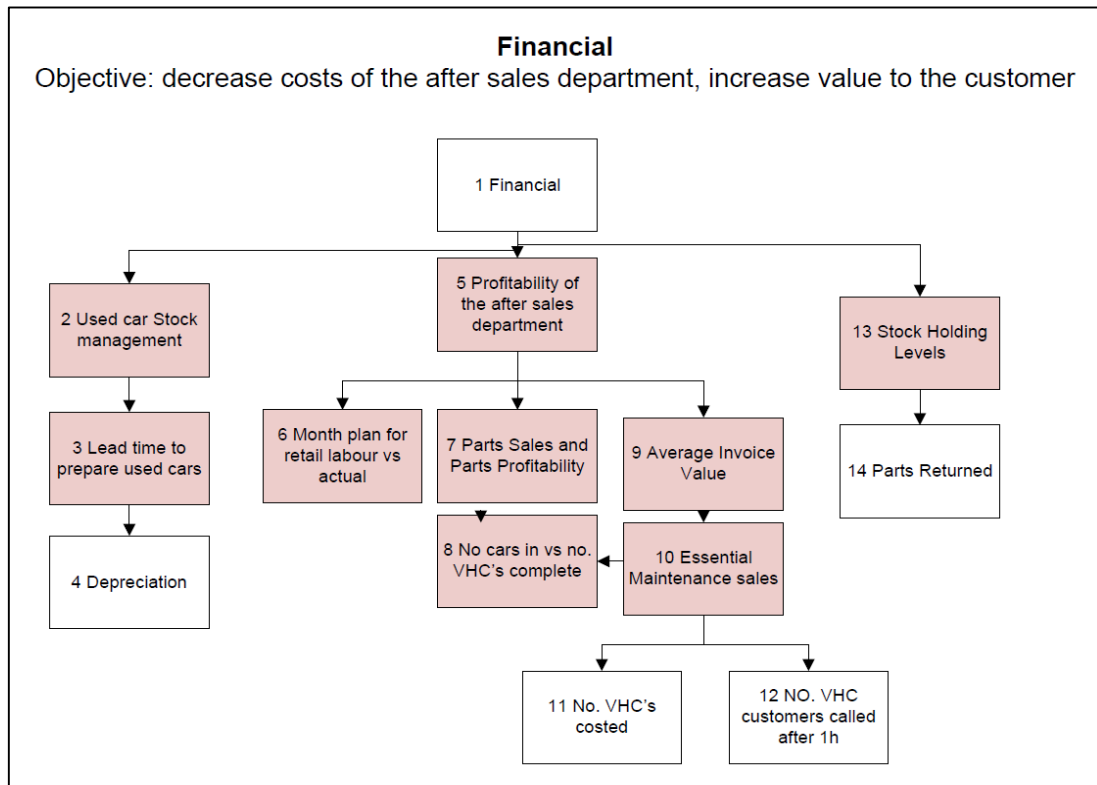 Financial
Objective: decrease costs of the after sales department, increase value to the customer
1 Financial
2 Used car Stock
management
3 Lead time to
prepare used cars
4 Depreciation
5 Profitability of
the after sales
department
6 Month plan for
retail labour vs
actual
7 Parts Sales and
Parts Profitability
8 No cars in vs no.
VHC's complete
9 Average Invoice
Value
10 Essential
Maintenance sales
11 No. VHC's
costed
12 NO. VHC
customers called
after 1h
13 Stock Holding
Levels
14 Parts Returned